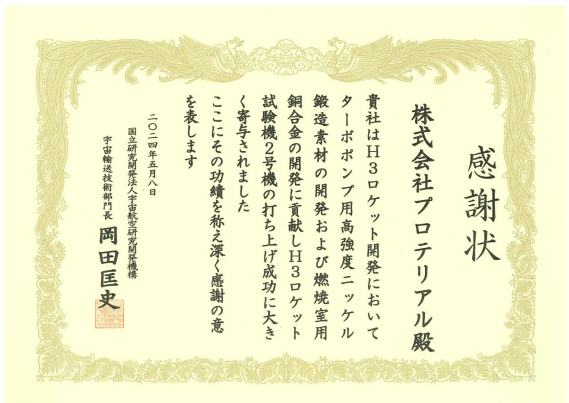 感謝状
株式会社プロテリアル殿
貴社はH3ロケット開発において
ターボポンプ用高強度ニッケル
鍛造素材の開発および燃焼室用
銅合金の開発に貢献しH3ロケット
試験機2号機の打ち上げ成功に大き
く寄与されました
ここにその功績を称え深く感謝の意
を表します
二〇二四年五月八日
国立研究開発法人宇宙航空研究開発機構
宇宙輸送技術部門長
岡田匡史